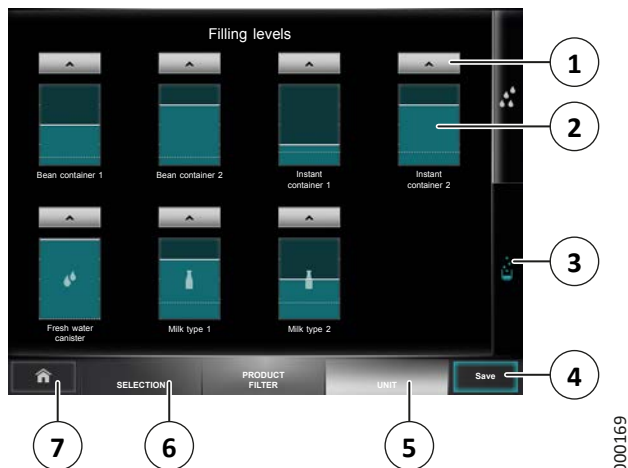 Filling levels
1
2
Bean container 1
Bean container 2
Instant
container 1
Instant
container 2
3
Fresh water
canister
Milk type 1
Milk type 2
SELECTION
PRODUCT
FILTER
UNIT
Save
4
7
6
5
000169